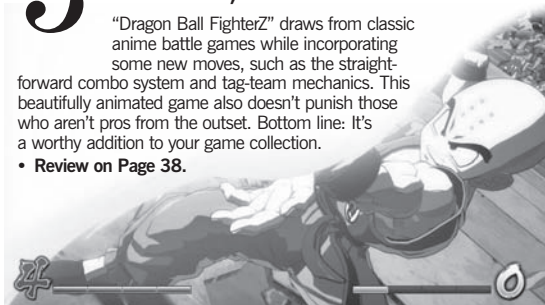 “Dragon Ball FighterZ” draws from classic
anime battle games while incorporating
some new moves, such as the straight-
forward combo system and tag-team mechanics. This
beautifully animated game also doesn’t punish those
who aren’t pros from the outset. Bottom line: It’s
a worthy addition to your game collection.
• Review on Page 38.
4
0